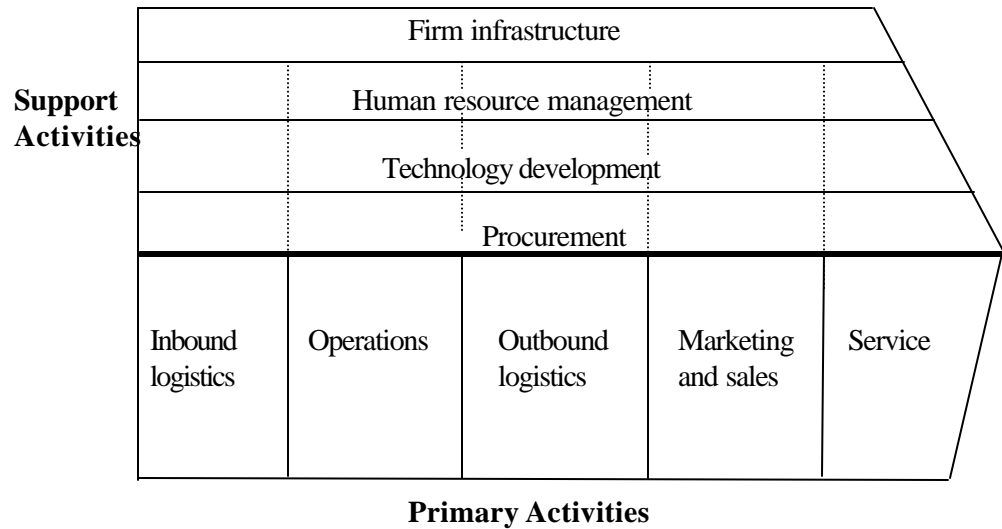 Firm infrastructure
Support
Activities
Human resource management
Technology development
Procurement
Inbound
logistics
Operations
Outbound
logistics
Marketing
and sales
Service
Primary Activities